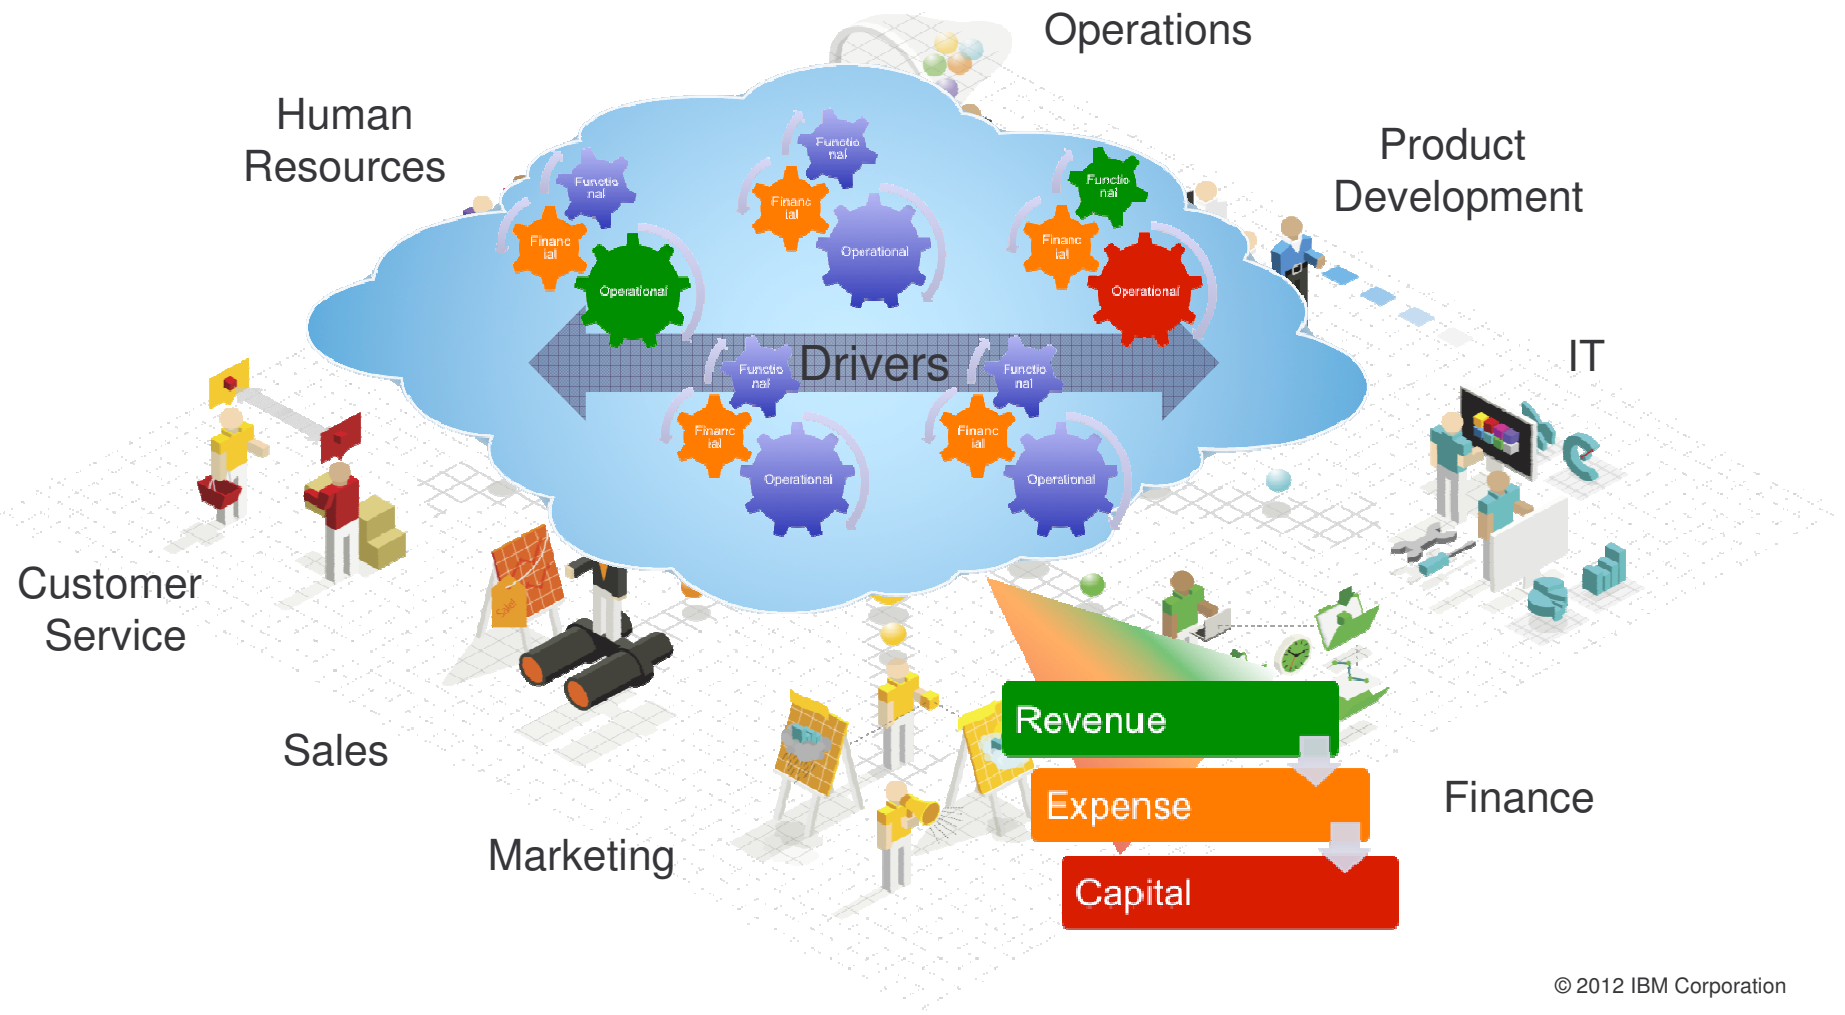 Operations
Human
Resources
Product
Development
Functio
nal
Financ
ial
Operational
Functio
nal
Financ
ial
Operational
Functio
nal
Financ
ial
Operational
Drivers
IT
Functio
nal
Financ
ial
Operational
Functio
nal
Financ
ial
Operational
Customer
Service
Sale!
Sales
Marketing
Revenue
Expense
Capital
Finance
© 2012 IBM Corporation